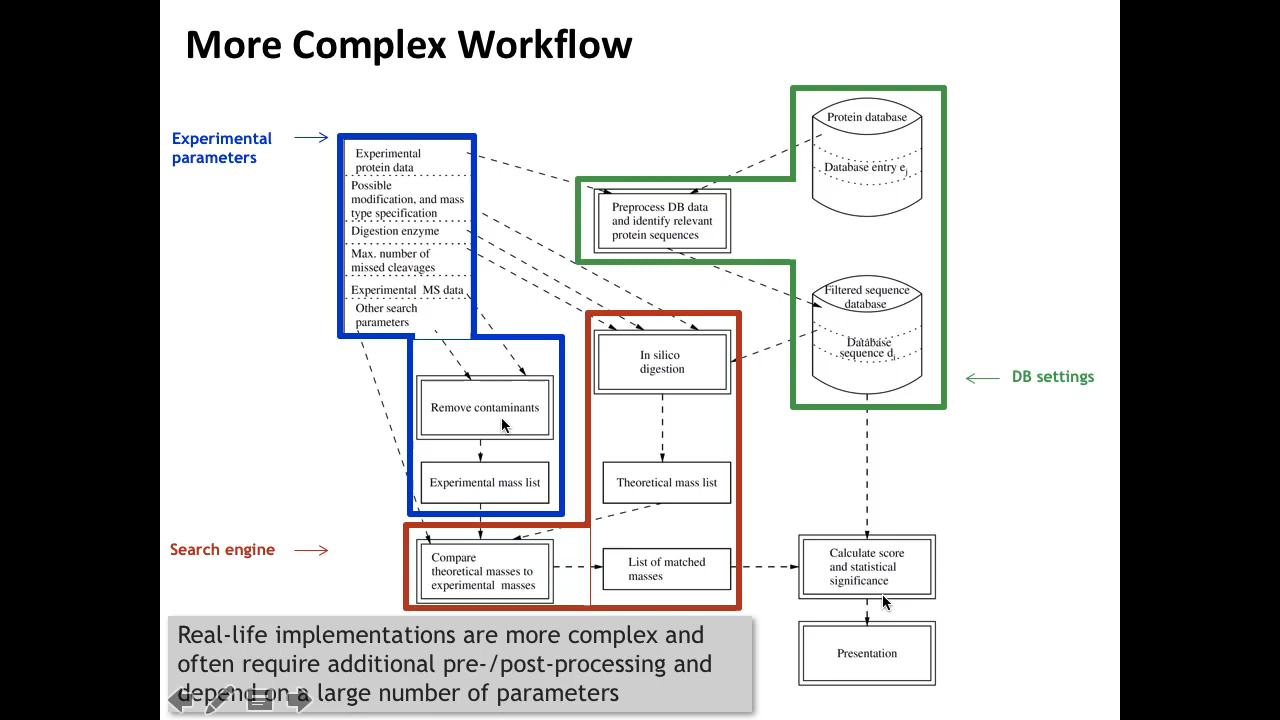 More Complex Workflow
Experimental
parameters
Experimental
protein data
Possible
modification, and mass
type specification
Digestion enzyme
Max. number of
missed cleavages
Experimental MS data
Other search
parameters
Protein database
Database entry ej
Preprocess DB data
and identify relevant
protein sequences
Filtered sequence
database
Database
sequence dj
In silico
digestion
DB settings
Remove contaminants
Experimental mass list
Theoretical mass list
Search engine
Compare
theoretical masses to
experimental masses
List of matched
masses
Calculate score
and statistical
significance
Presentation
Real-life implementations are more complex and
often require additional pre-/post-processing and
depend on a large number of parameters